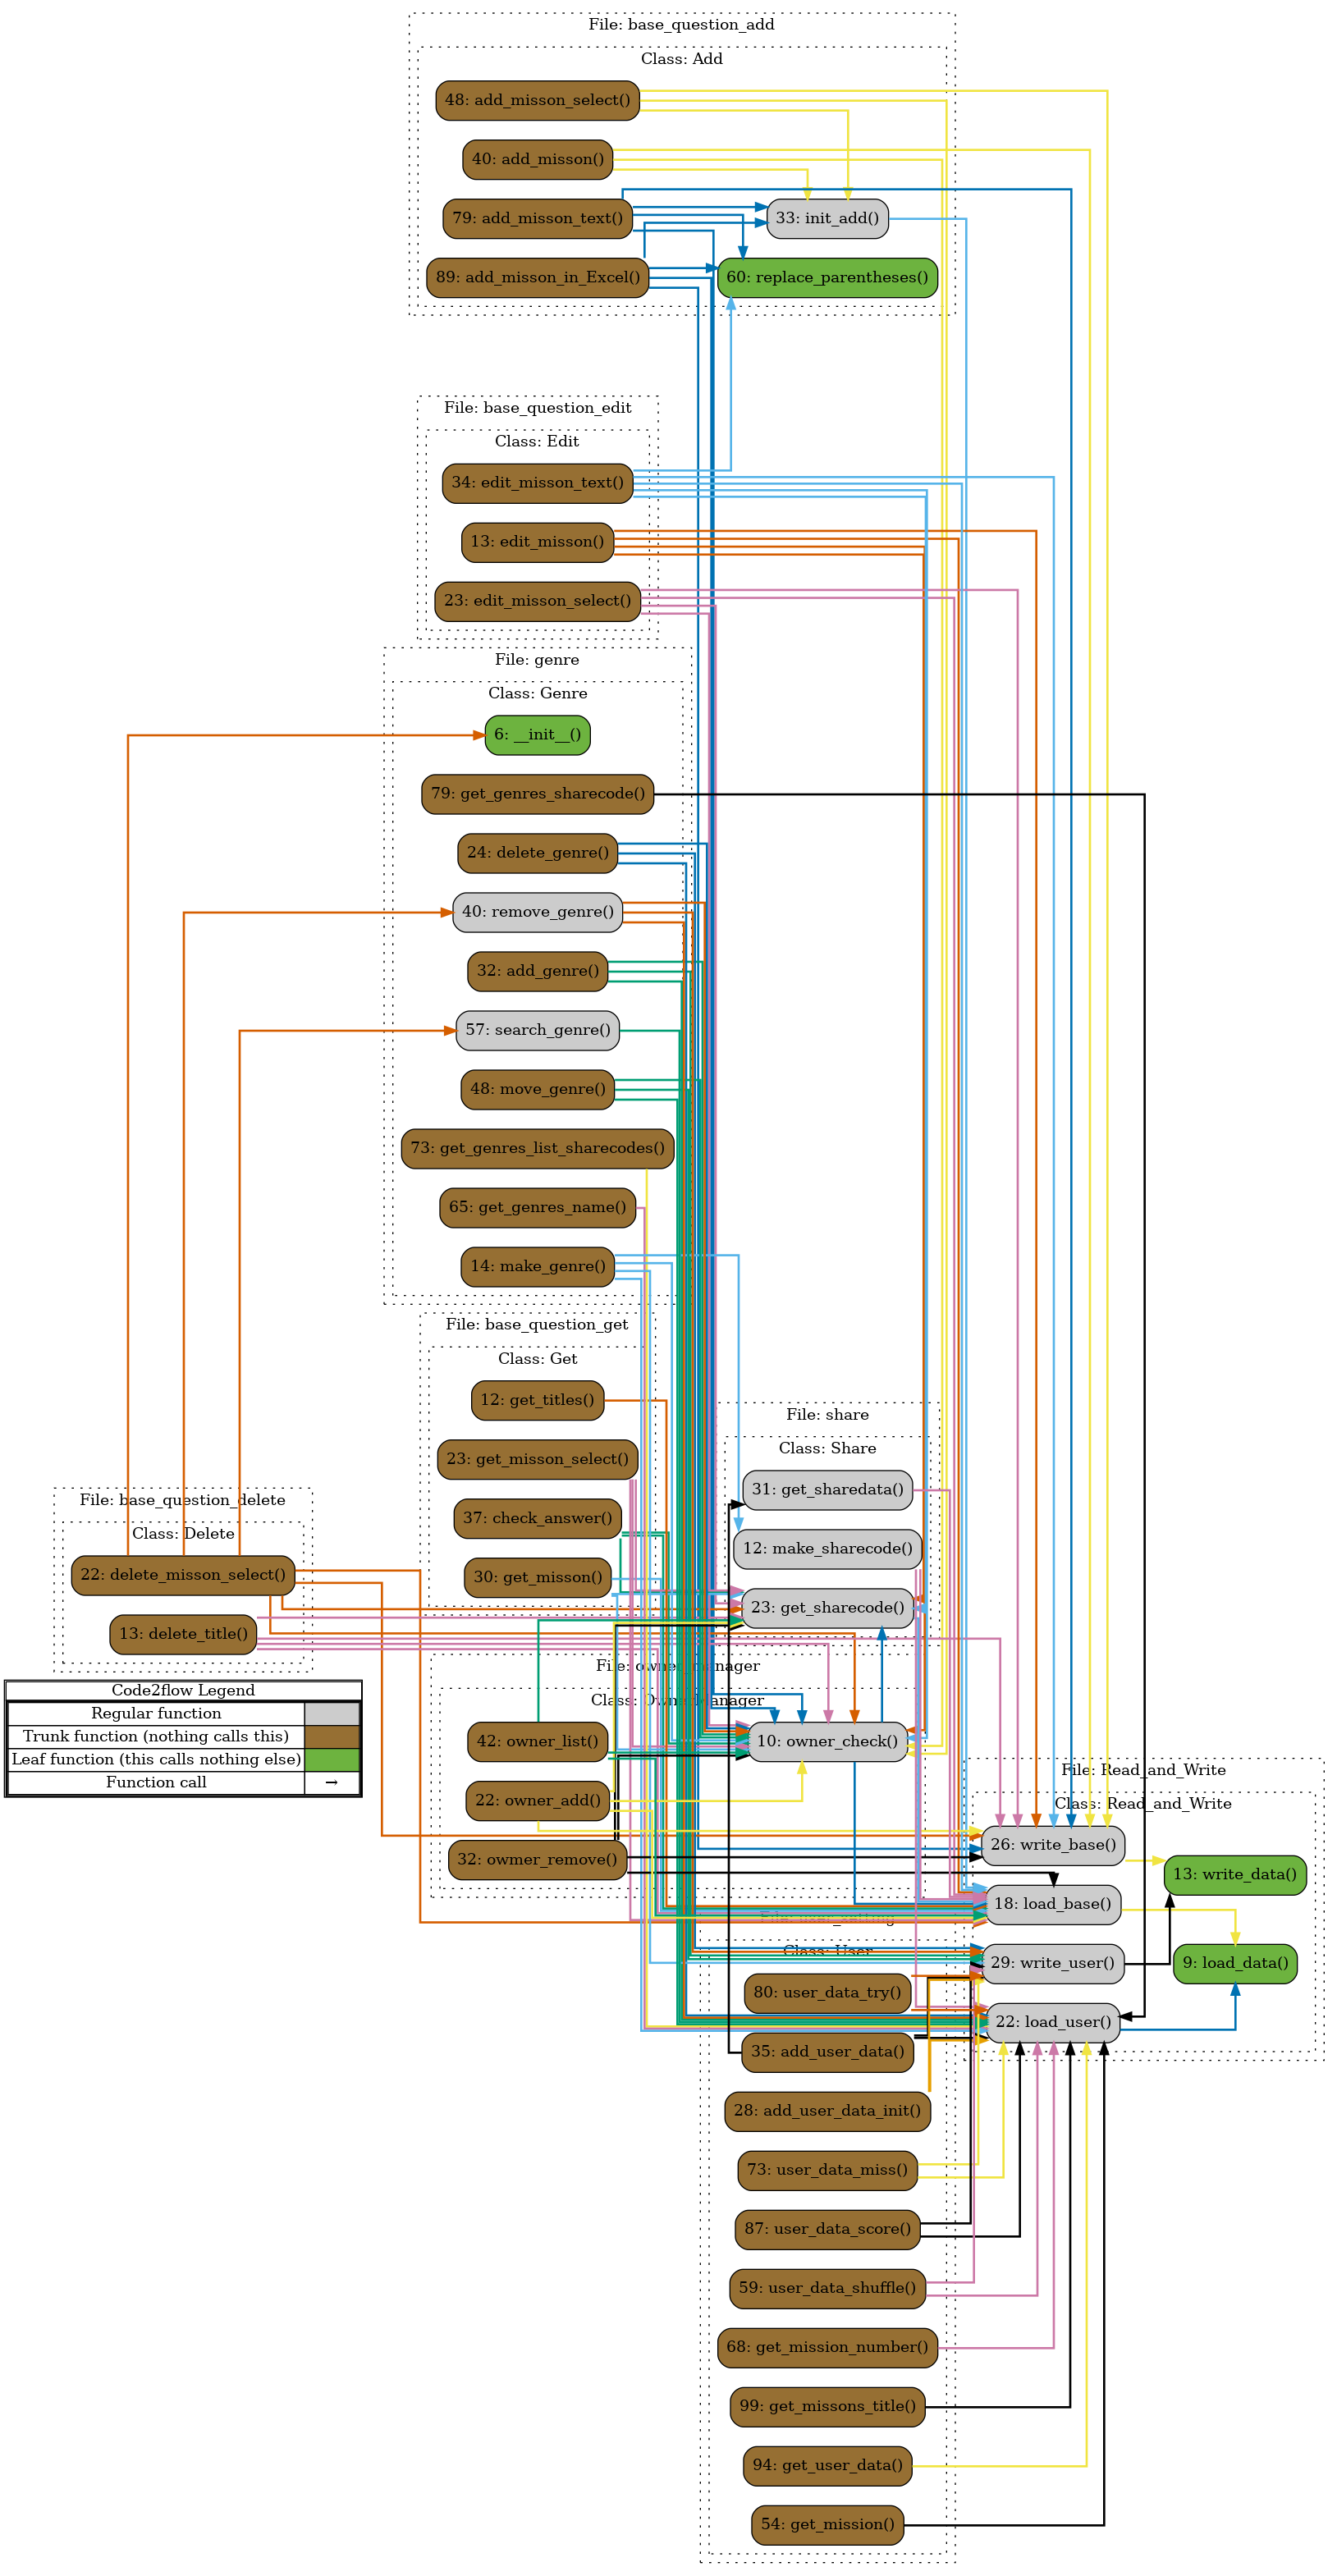 File: base_question_add
Class: Add
48: add_misson_select()
40: add_misson()
79: add_misson_text()
33: init_add()
89: add_misson_in_Excel()
60: replace_parentheses()
File: base_question_edit
Class: Edit
34: edit_misson_text()
13: edit_misson()
23: edit_misson_select()
File: genre
Class: Genre
6: __init__()
79: get_genres_sharecode()
24: delete_genre()
40: remove_genre()
32: add_genre()
57: search_genre()
48: move_genre()
73: get_genres_list_sharecodes()
65: get_genres_name()
14: make_genre()
File: base_question_get
Class: Get
12: get_titles()
23: get_misson_select()
37: check_answer()
30: get_misson()
File: share
Class: Share
31: get_sharedata()
12: make_sharecode()
23: get_sharecode()
File: base_question_delete
Class: Delete
22: delete_misson_select()
13: delete_title()
Code2flow Legend
Regular function
Trunk function (nothing calls this)
Leaf function (this calls nothing else)
Function call →
File: owner_manager
Class: OwnerManager
42: owner_list()
10: owner_check()
22: owner_add()
32: owmer_remove()
File: Read_and_Write
Class: Read_and_Write
26: write_base()
13: write_data()
18: load_base()
29: write_user()
9: load_data()
22: load_user()
File: user_setting
Class: User
80: user_data_try()
35: add_user_data()
28: add_user_data_init()
73: user_data_miss()
87: user_data_score()
59: user_data_shuffle()
68: get_mission_number()
99: get_missons_title()
94: get_user_data()
54: get_mission()